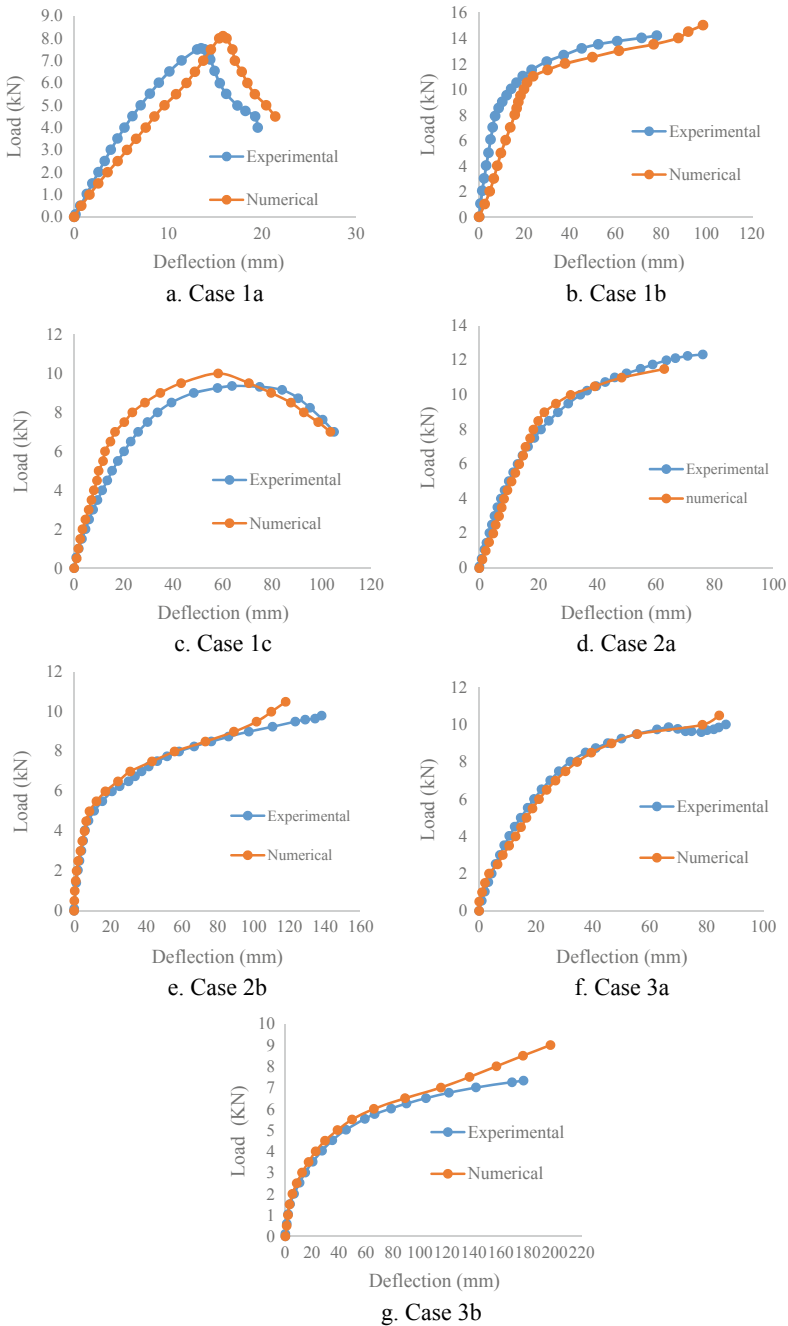 9.0
8.0
7.0
6.0
5.0
4.0
3.0
2.0
1.0
0.0
Load (kN)
Experimental
Numerical
0 10 20 30
Deflection (mm)
a. Case 1a
16
14
12
10
8
6
4
2
0
Load (kN)
Experimental
Numerical
0 20 40 60 80 100 120
Deflection (mm)
b. Case 1b
12
10
8
6
4
2
0
Load (kN)
Experimental
Numerical
0 20 40 60 80 100 120
Deflection (mm)
c. Case 1c
14
12
10
8
6
4
2
0
Load (kN)
Experimental
numerical
0 20 40 60 80 100
Deflection (mm)
d. Case 2a
12
10
8
6
4
2
0
Load (kN)
Experimental
Numerical
0 20 40 60 80 100 120 140 160
Deflection (mm)
e. Case 2b
12
10
8
6
4
2
0
Load (kN)
Experimental
Numerical
0 20 40 60 80 100
Deflection (mm)
f. Case 3a
10
9
8
7
6
5
4
3
2
1
0
Load (KN)
Experimental
Numerical
0 20 40 60 80 100 120 140 160 180 200 220
Deflection (mm)
g. Case 3b